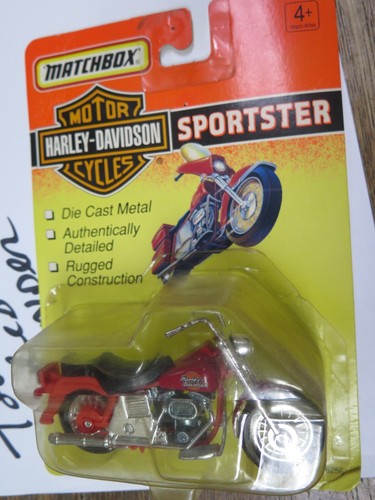 4+
MATCHBOX
MOTOR
HARLEY-DAVIDSON
CYCLES
SPORTSTER
Die Cast Metal
Authentically
Detailed
Rugged
Construction